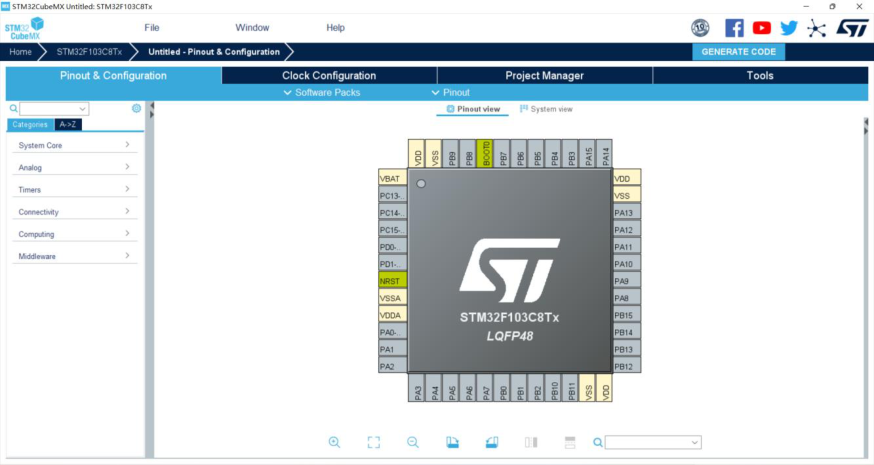 MX STM32CubeMX Untitled: STM32F103C8Tx
STM32 CubeMX
File Window Help
Home STM32F103C8Tx Untitled - Pinout & Configuration GENERATE CODE
Pinout & Configuration Clock Configuration Project Manager Tools
Software Packs Pinout
Pinout view System view
Categories A->Z
System Core
Analog
Timers
Connectivity
Computing
Middleware
VDD VSS PB9 PB8 BOOT0 PB7 PB6 PB5 PB4 PB3 PA15 PA14
VBAT VDD
PC13-.. VSS
PC14-.. PA13
PC15-.. PA12
PD0-.. PA11
PD1-.. PA10
NRST PA9
VSSA PA8
VDDA PB15
PA0-.. PB14
PA1 PB13
PA2 PB12
STM32F103C8Tx
LQFP48
PA3 PA4 PA5 PA6 PA7 PB0 PB1 PB2 PB10 PB11 VSS VDD